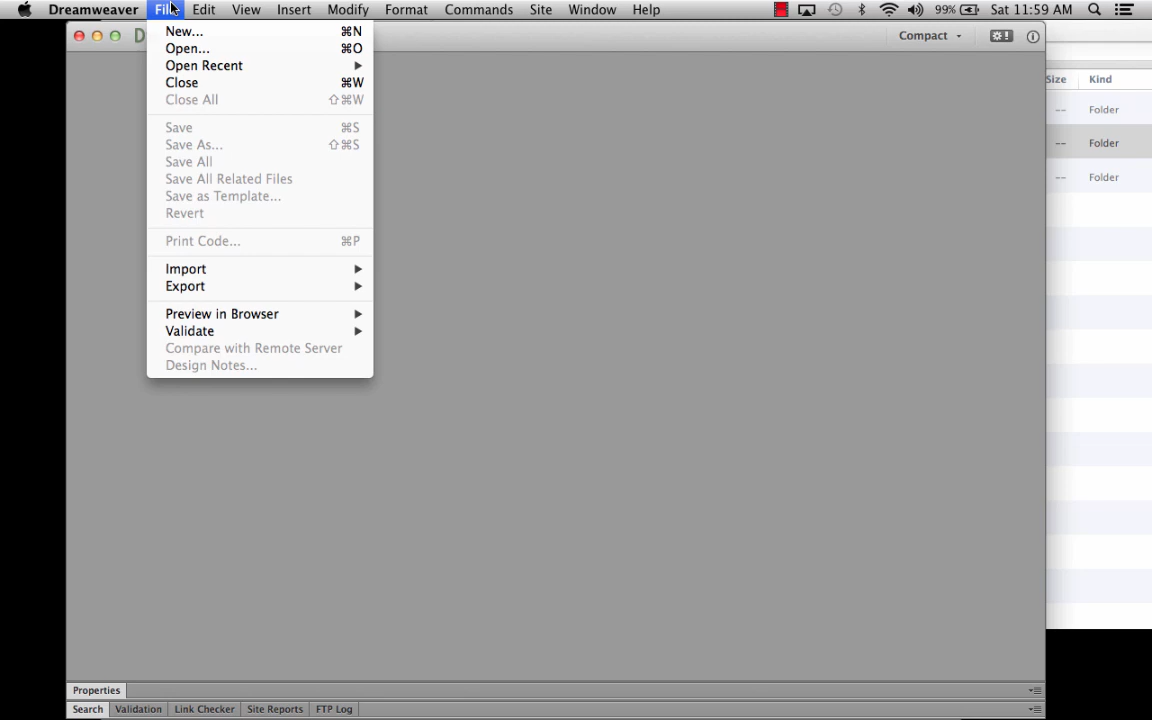 Dreamweaver File Edit View Insert Modify Format Commands Site Window Help 99% Sat 11:59 AM
Compact
New... ⌘N
Open... ⌘O
Open Recent
Close ⌘W
Close All ⇧⌘W
Save ⌘S
Save As... ⇧⌘S
Save All
Save All Related Files
Save as Template...
Revert
Print Code... ⌘P
Import
Export
Preview in Browser
Validate
Compare with Remote Server
Design Notes...
Size Kind
-- Folder
-- Folder
-- Folder
Properties
Search Validation Link Checker Site Reports FTP Log